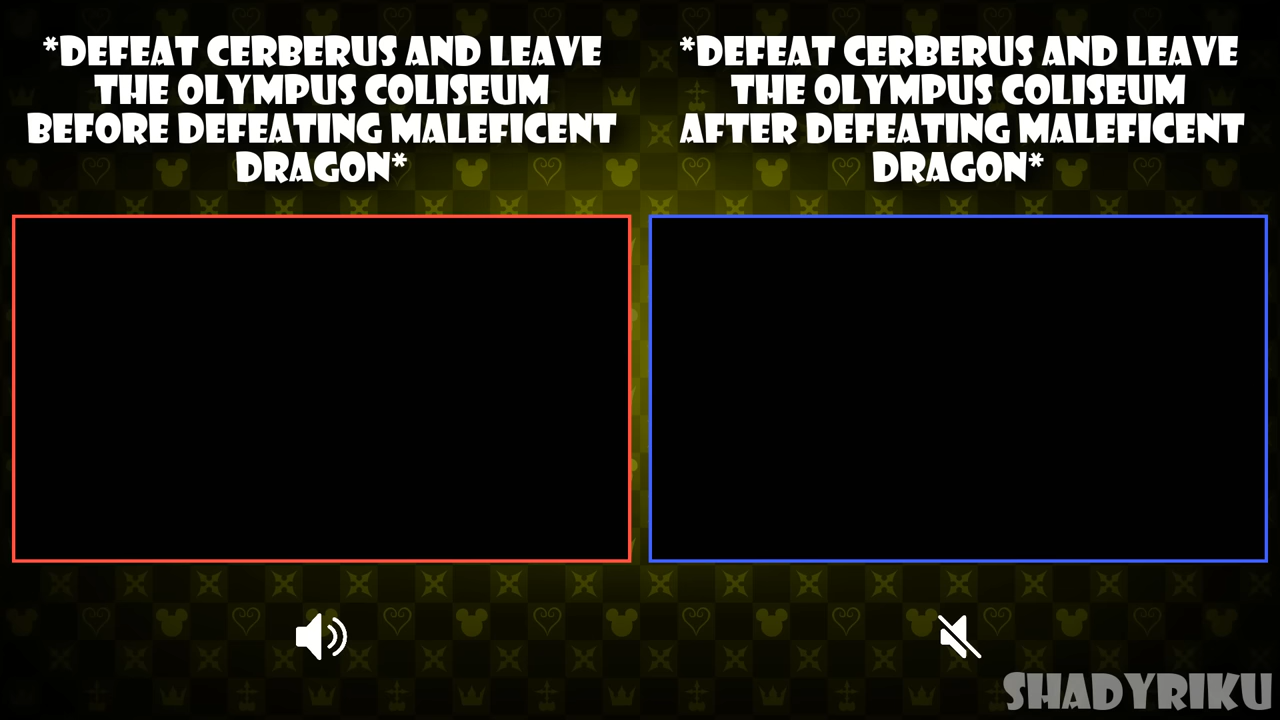 *DEFEAT CERBERUS AND LEAVE
THE OLYMPUS COLISEUM
BEFORE DEFEATING MALEFICENT
DRAGON*
*DEFEAT CERBERUS AND LEAVE
THE OLYMPUS COLISEUM
AFTER DEFEATING MALEFICENT
DRAGON*
SHADYRIKU